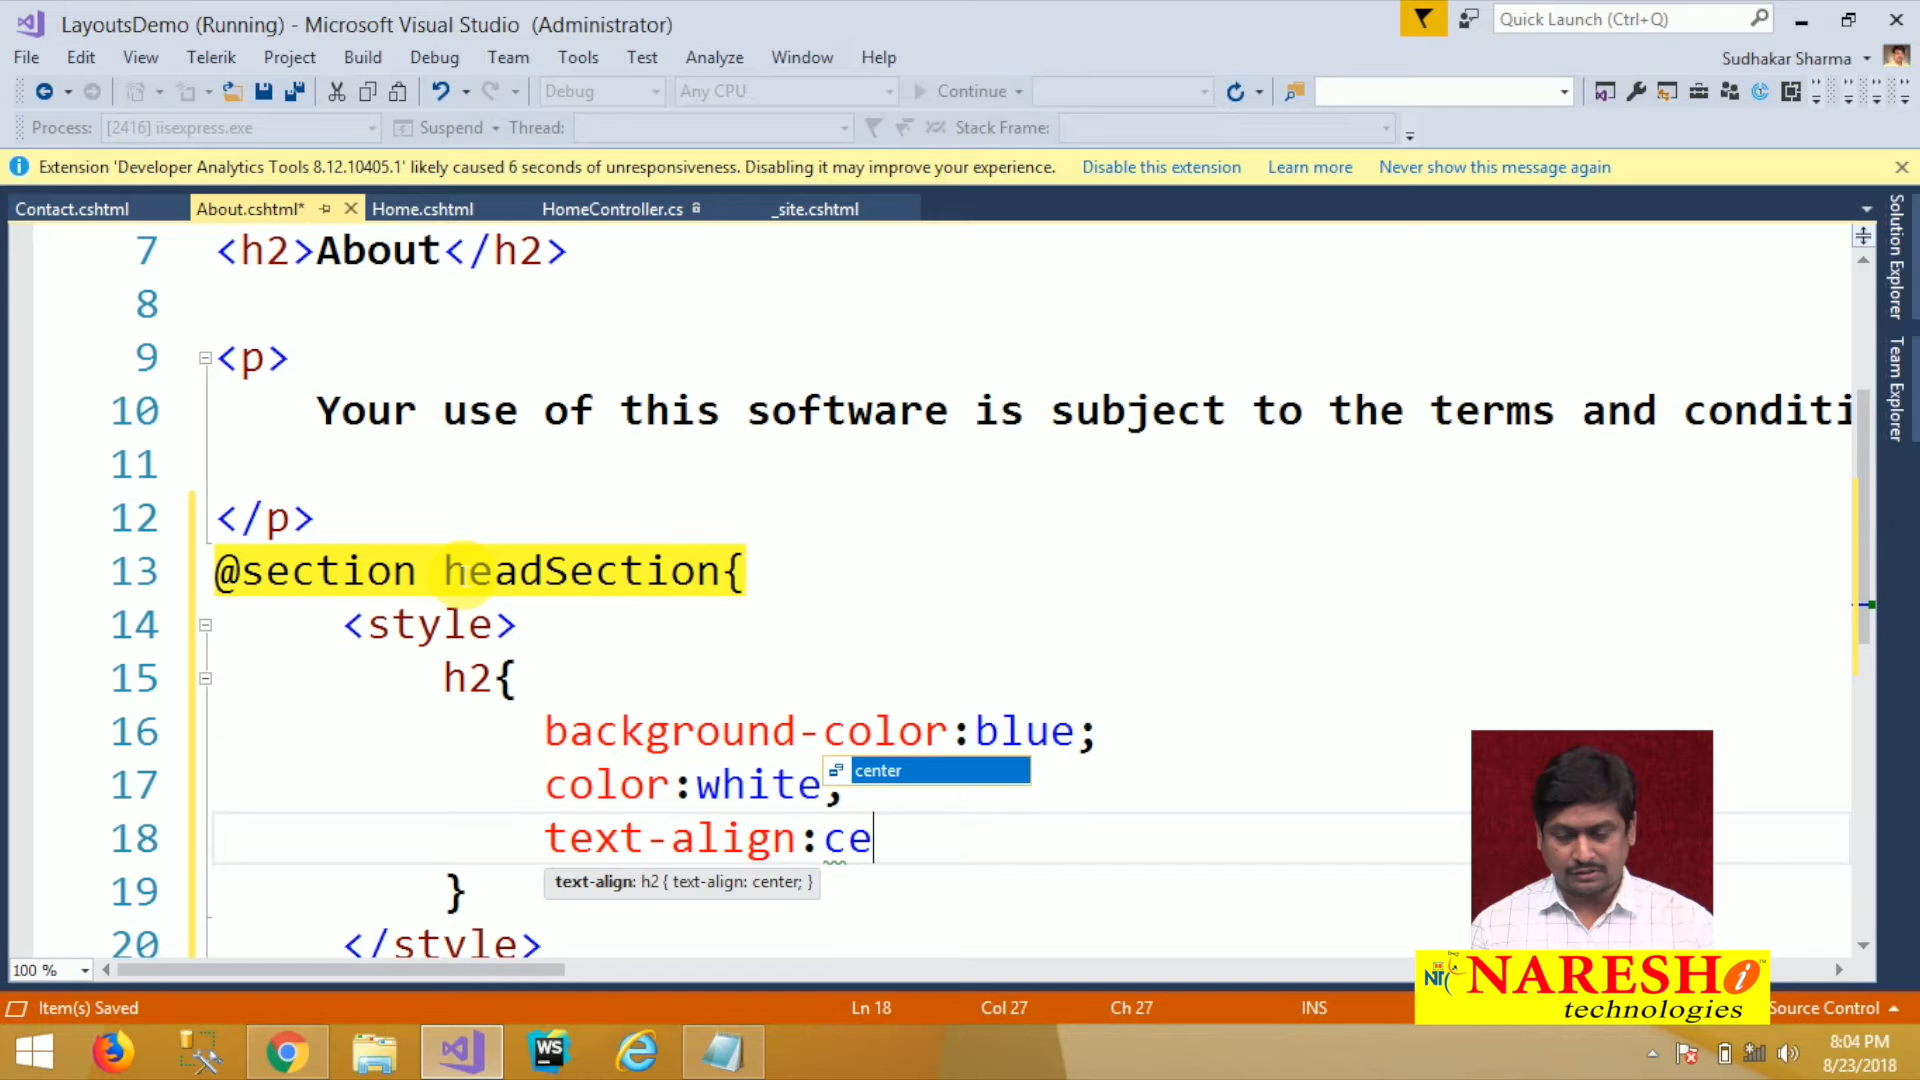 LayoutsDemo (Running) - Microsoft Visual Studio (Administrator)
Quick Launch (Ctrl+Q)
File Edit View Telerik Project Build Debug Team Tools Test Analyze Window Help
Sudhakar Sharma
Debug Any CPU Continue
Process: [2416] iisexpress.exe Suspend Thread: Stack Frame:
Extension 'Developer Analytics Tools 8.12.10405.1' likely caused 6 seconds of unresponsiveness. Disabling it may improve your experience. Disable this extension Learn more Never show this message again
Contact.cshtml About.cshtml* Home.cshtml HomeController.cs _site.cshtml
Solution Explorer
Team Explorer
7 <h2>About</h2>
8
9 <p>
10 Your use of this software is subject to the terms and conditi
11
12 </p>
13 @section headSection{
14 <style>
15 h2{
16 background-color:blue;
center
17 color:white;
18 text-align:ce
text-align: h2 { text-align: center; }
19 }
20 </style>
100 %
Item(s) Saved Ln 18 Col 27 Ch 27 INS Source Control
NARESH i
technologies
WS
8:04 PM
8/23/2018